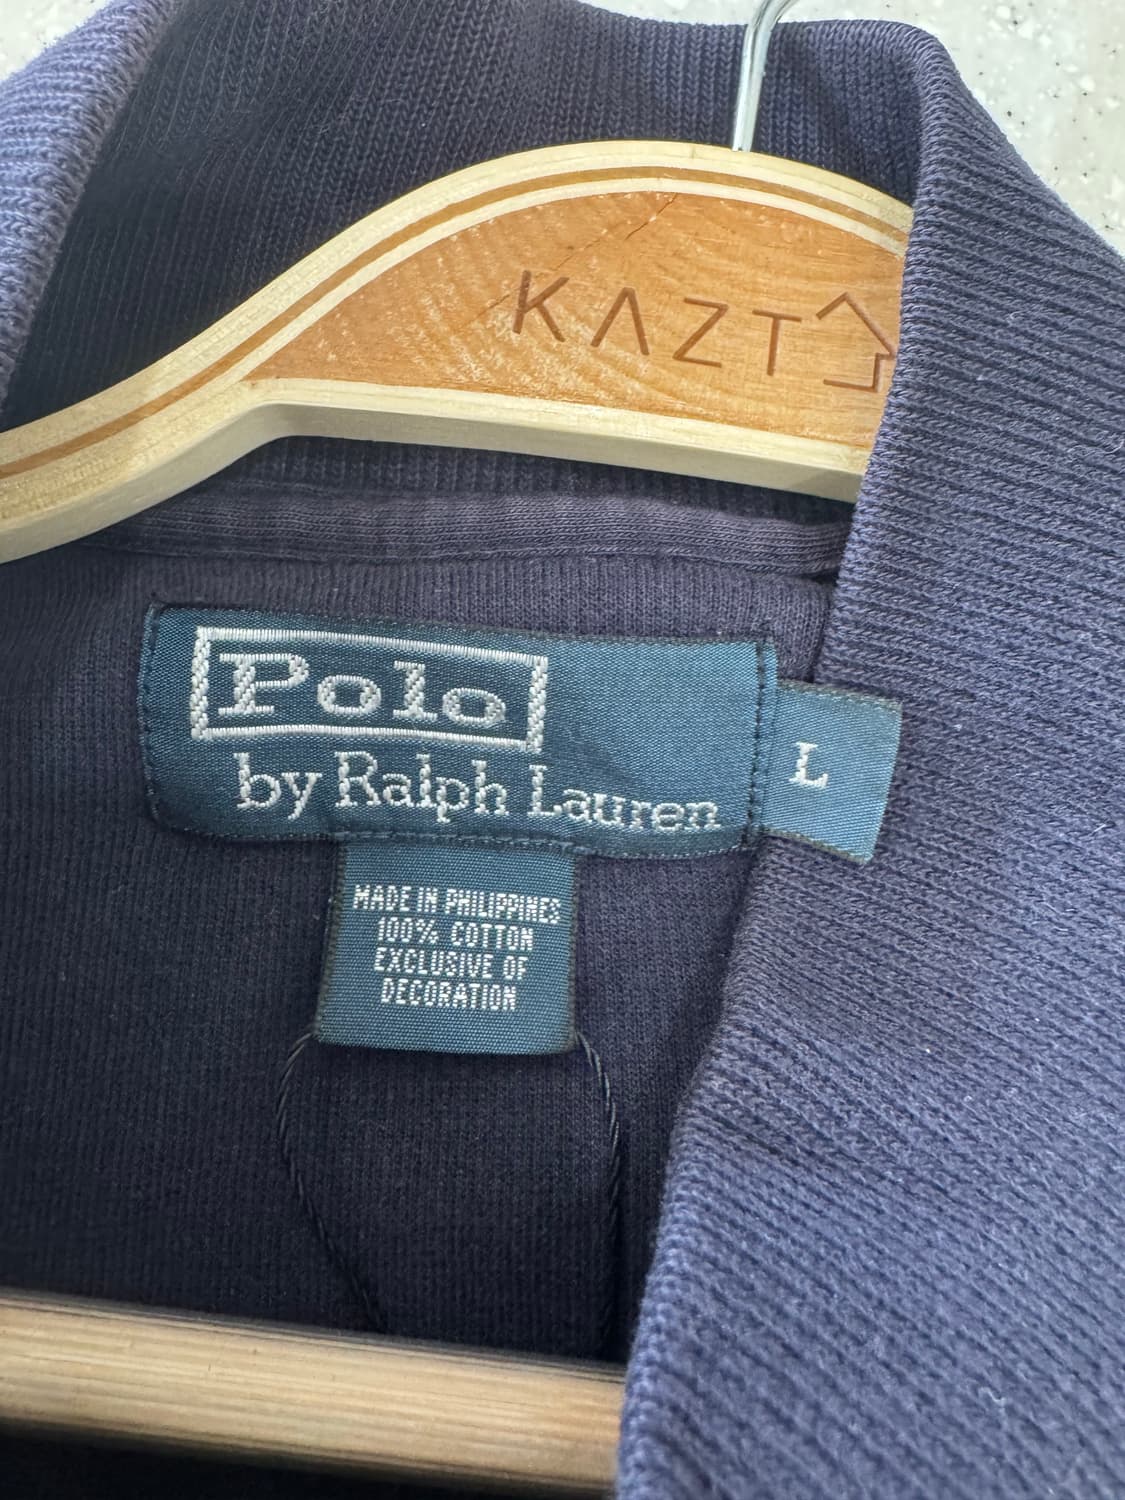 KAZT
Polo
by Ralph Lauren
L
MADE IN PHILIPPINES
100% COTTON
EXCLUSIVE OF
DECORATION